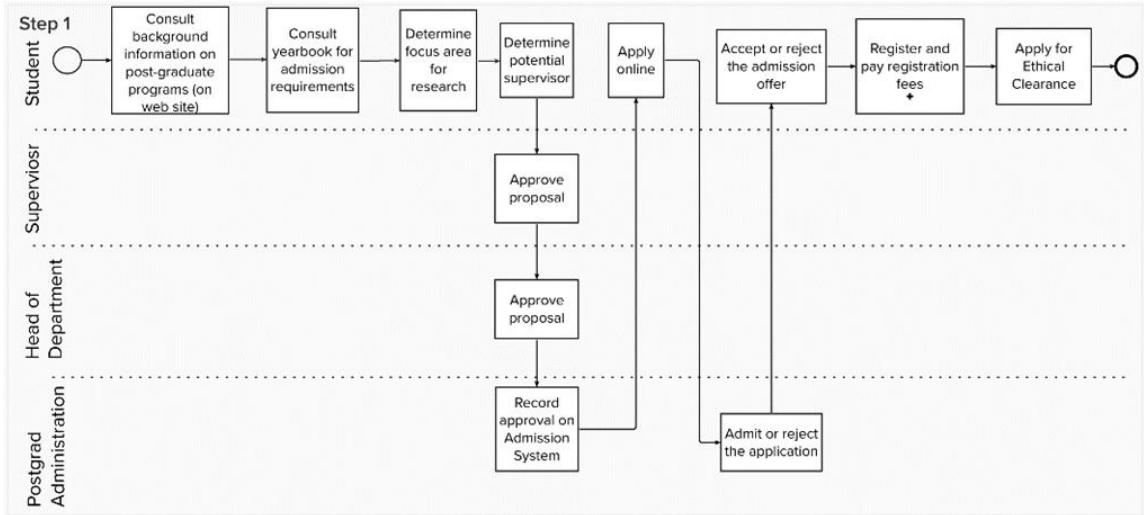 Step 1
Student
Consult
background
information on
post-graduate
programs (on
web site)
Consult
yearbook for
admission
requirements
Determine
focus area
for
research
Determine
potential
supervisor
Apply
online
Accept or reject
the admission
offer
Register and
pay registration
fees
+
Apply for
Ethical
Clearance
Superviosr
Approve
proposal
Head of
Department
Approve
proposal
Postgrad
Administration
Record
approval on
Admission
System
Admit or reject
the application